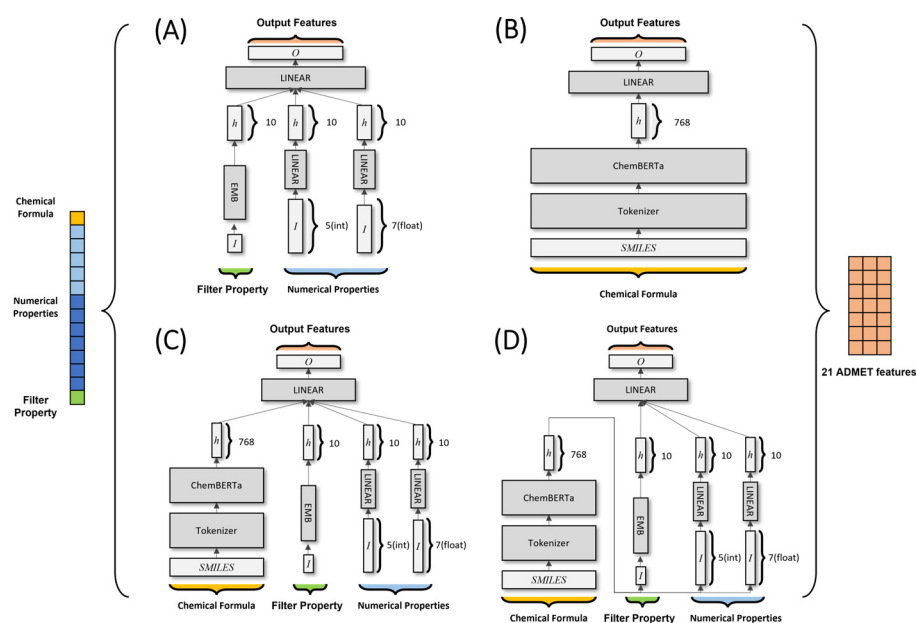 Chemical
Formula
Numerical
Properties
Filter
Property
(A)
Output Features
O
LINEAR
h
10
h
10
h
10
EMB
LINEAR
LINEAR
I
I
5(int)
I
7(float)
Filter Property
Numerical Properties
(B)
Output Features
O
LINEAR
h
768
ChemBERTa
Tokenizer
SMILES
Chemical Formula
(C)
Output Features
O
LINEAR
h
768
h
10
h
10
h
10
ChemBERTa
Tokenizer
SMILES
EMB
LINEAR
LINEAR
I
I
5(int)
I
7(float)
Chemical Formula
Filter Property
Numerical Properties
(D)
Output Features
O
LINEAR
h
768
h
10
h
10
h
10
ChemBERTa
Tokenizer
SMILES
EMB
LINEAR
LINEAR
I
I
5(int)
I
7(float)
Chemical Formula
Filter Property
Numerical Properties
21 ADMET features